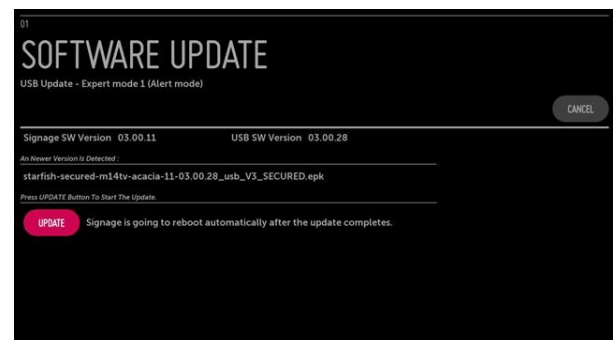 01
SOFTWARE UPDATE
USB Update - Expert mode 1 (Alert mode)
CANCEL
Signage SW Version 03.00.11 USB SW Version 03.00.28
An Newer Version Is Detected :
starfish-secured-m14tv-acacia-11-03.00.28_usb_V3_SECURED.epk
Press UPDATE Button To Start The Update.
UPDATE Signage is going to reboot automatically after the update completes.